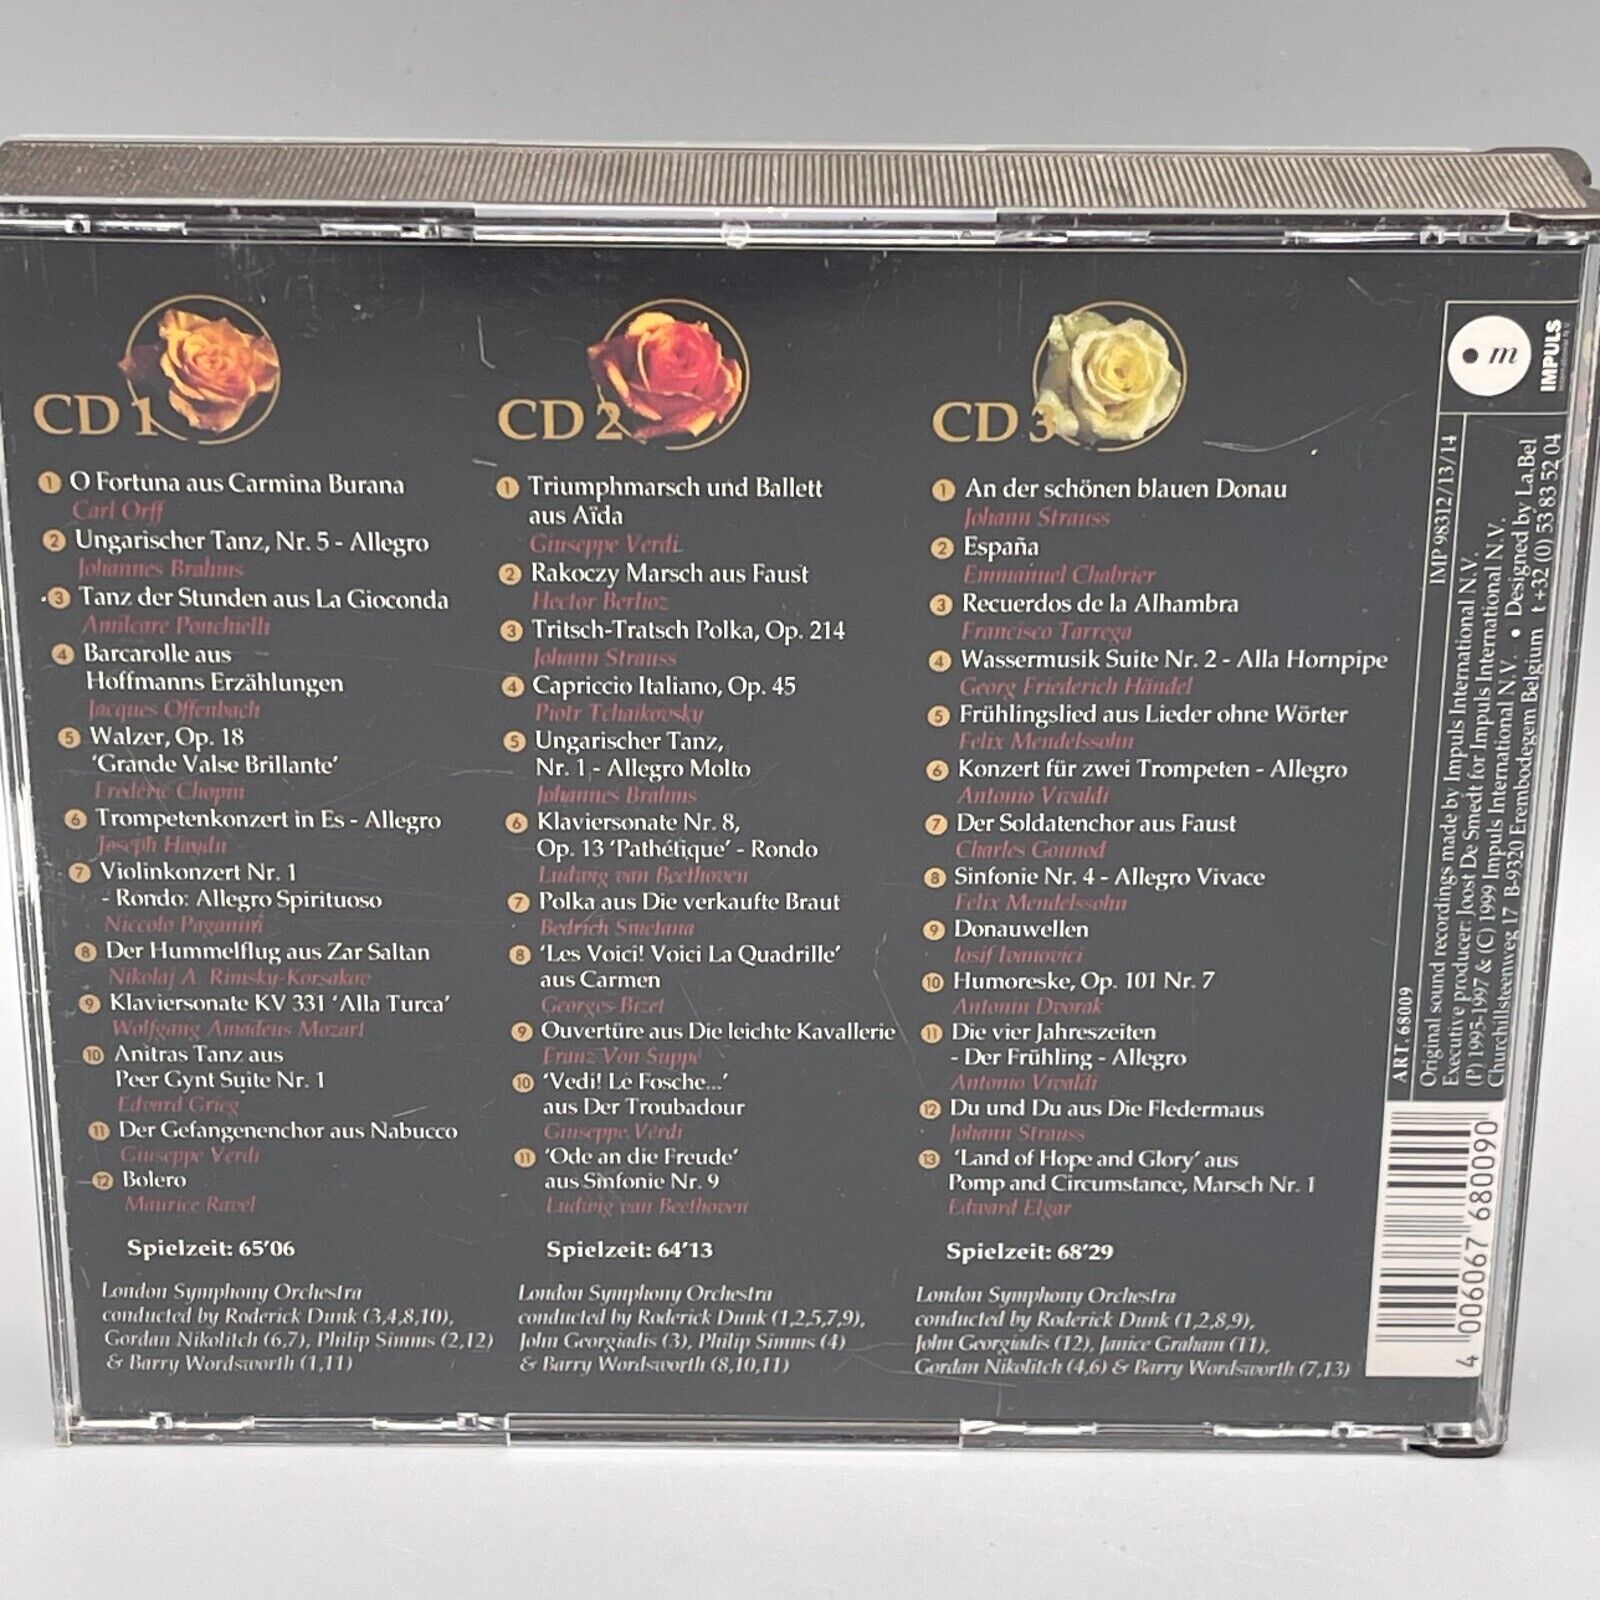 CD 1
1 O Fortuna aus Carmina Burana
Carl Orff
2 Ungarischer Tanz, Nr. 5 - Allegro
Johannes Brahms
3 Tanz der Stunden aus La Gioconda
Amilcare Ponchielli
4 Barcarolle aus
Hoffmanns Erzählungen
Jacques Offenbach
5 Walzer, Op. 18
'Grande Valse Brillante'
Frédéric Chopin
6 Trompetenkonzert in Es - Allegro
Joseph Haydn
7 Violinkonzert Nr. 1
- Rondo: Allegro Spirituoso
Niccolo Paganini
8 Der Hummelflug aus Zar Saltan
Nikolaj A. Rimsky-Korsakov
9 Klaviersonate KV 331 'Alla Turca'
Wolfgang Amadeus Mozart
10 Anitras Tanz aus
Peer Gynt Suite Nr. 1
Edvard Grieg
11 Der Gefangenenchor aus Nabucco
Giuseppe Verdi
12 Bolero
Maurice Ravel
Spielzeit: 65'06
London Symphony Orchestra
conducted by Roderick Dunk (3,4,8,10),
Gordan Nikolitch (6,7), Philip Simms (2,12)
& Barry Wordsworth (1,11)
CD 2
1 Triumphmarsch und Ballett
aus Aïda
Giuseppe Verdi
2 Rakoczy Marsch aus Faust
Hector Berlioz
3 Tritsch-Tratsch Polka, Op. 214
Johann Strauss
4 Capriccio Italiano, Op. 45
Piotr Tchaikovsky
5 Ungarischer Tanz,
Nr. 1 - Allegro Molto
Johannes Brahms
6 Klaviersonate Nr. 8,
Op. 13 'Pathétique' - Rondo
Ludwig van Beethoven
7 Polka aus Die verkaufte Braut
Bedrich Smetana
8 'Les Voici! Voici La Quadrille'
aus Carmen
Georges Bizet
9 Ouvertüre aus Die leichte Kavallerie
Franz Von Suppé
10 'Vedi! Le Fosche...'
aus Der Troubadour
Giuseppe Verdi
11 'Ode an die Freude'
aus Sinfonie Nr. 9
Ludwig van Beethoven
Spielzeit: 64'13
London Symphony Orchestra
conducted by Roderick Dunk (1,2,5,7,9),
John Georgiadis (3), Philip Simms (4)
& Barry Wordsworth (8,10,11)
CD 3
1 An der schönen blauen Donau
Johann Strauss
2 España
Emmanuel Chabrier
3 Recuerdos de la Alhambra
Francisco Tarrega
4 Wassermusik Suite Nr. 2 - Alla Hornpipe
Georg Friederich Händel
5 Frühlingslied aus Lieder ohne Wörter
Felix Mendelssohn
6 Konzert für zwei Trompeten - Allegro
Antonio Vivaldi
7 Der Soldatenchor aus Faust
Charles Gounod
8 Sinfonie Nr. 4 - Allegro Vivace
Felix Mendelssohn
9 Donauwellen
Iosif Ivanovici
10 Humoreske, Op. 101 Nr. 7
Antonin Dvorak
11 Die vier Jahreszeiten
- Der Frühling - Allegro
Antonio Vivaldi
12 Du und Du aus Die Fledermaus
Johann Strauss
13 'Land of Hope and Glory' aus
Pomp and Circumstance, Marsch Nr. 1
Edward Elgar
Spielzeit: 68'29
London Symphony Orchestra
conducted by Roderick Dunk (1,2,8,9),
John Georgiadis (12), Janice Graham (11),
Gordan Nikolitch (4,6) & Barry Wordsworth (7,13)
m
IMPULS
International N.V.
ART. 68009
IMP 98312/13/14
Original sound recordings made by Impuls International N.V.
Executive producer: Joost De Smedt for Impuls International N.V.
(P) 1995-1997 & (C) 1999 Impuls International N.V. • Designed by La.Bel
Churchillsteenweg 17 B-9320 Erembodegem Belgium t +32 (0) 53 83 52 04
4 006067 680090